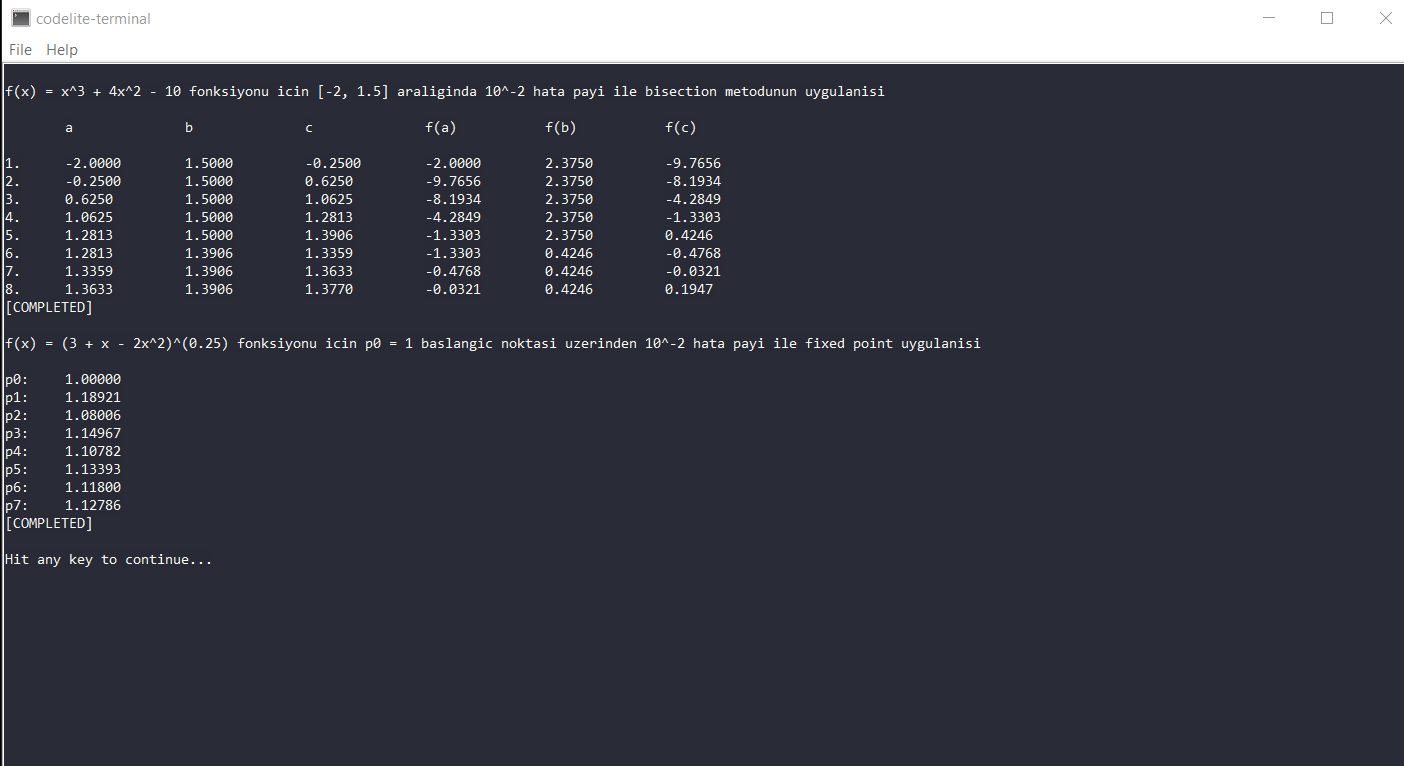 codelite-terminal
File Help
f(x) = x^3 + 4x^2 - 10 fonksiyonu icin [-2, 1.5] araliginda 10^-2 hata payi ile bisection metodunun uygulanisi
a b c f(a) f(b) f(c)
1. -2.0000 1.5000 -0.2500 -2.0000 2.3750 -9.7656
2. -0.2500 1.5000 0.6250 -9.7656 2.3750 -8.1934
3. 0.6250 1.5000 1.0625 -8.1934 2.3750 -4.2849
4. 1.0625 1.5000 1.2813 -4.2849 2.3750 -1.3303
5. 1.2813 1.5000 1.3906 -1.3303 2.3750 0.4246
6. 1.2813 1.3906 1.3359 -1.3303 0.4246 -0.4768
7. 1.3359 1.3906 1.3633 -0.4768 0.4246 -0.0321
8. 1.3633 1.3906 1.3770 -0.0321 0.4246 0.1947
[COMPLETED]
f(x) = (3 + x - 2x^2)^(0.25) fonksiyonu icin p0 = 1 baslangic noktasi uzerinden 10^-2 hata payi ile fixed point uygulanisi
p0: 1.00000
p1: 1.18921
p2: 1.08006
p3: 1.14967
p4: 1.10782
p5: 1.13393
p6: 1.11800
p7: 1.12786
[COMPLETED]
Hit any key to continue...